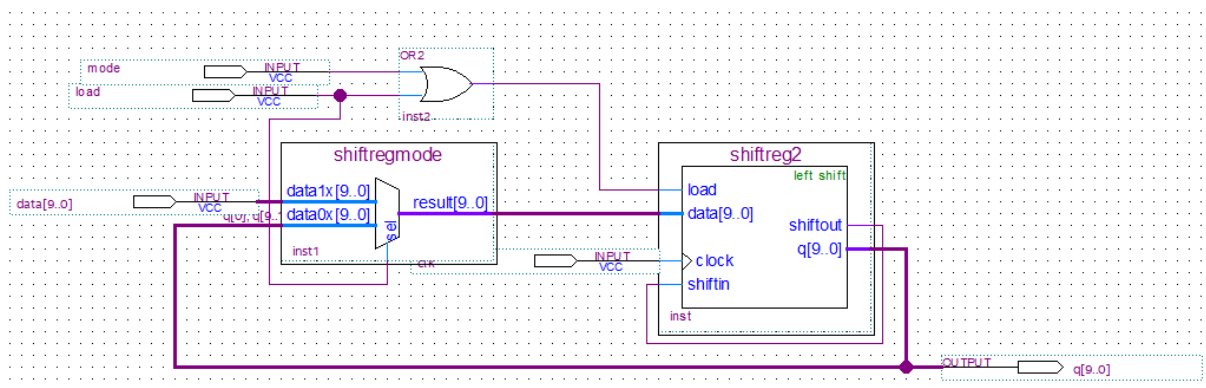 OR2
mode
INPUT
VCC
load
INPUT
VCC
inst2
shiftregmode
shiftreg2
left shift
data1x[9..0]
load
data[9..0]
INPUT
VCC
result[9..0]
data[9..0]
data0x[9..0]
shiftout
sel
q[9..0]
inst1
INPUT
VCC
clock
clk
shiftin
inst
OUTPUT
q[9..0]